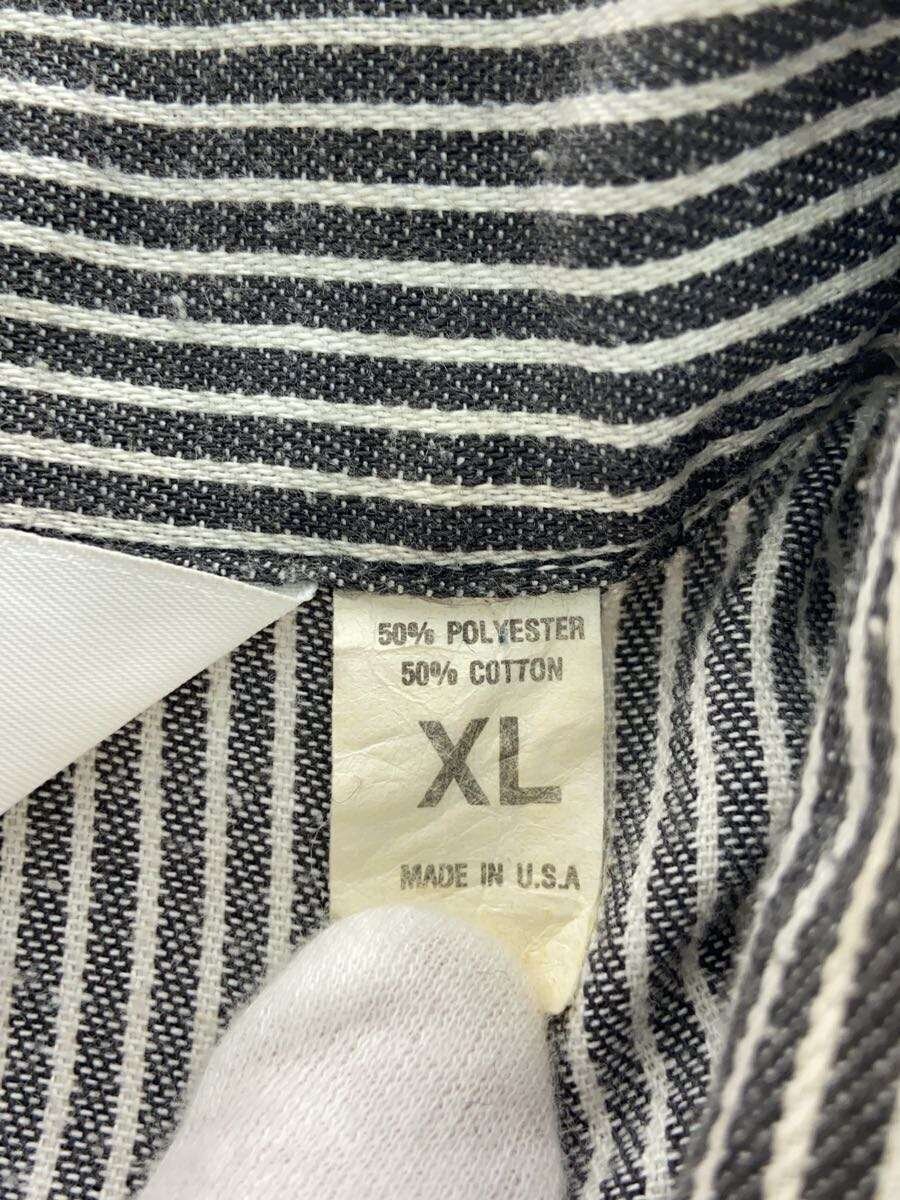 50% POLYESTER
50% COTTON
XL
MADE IN U.S.A